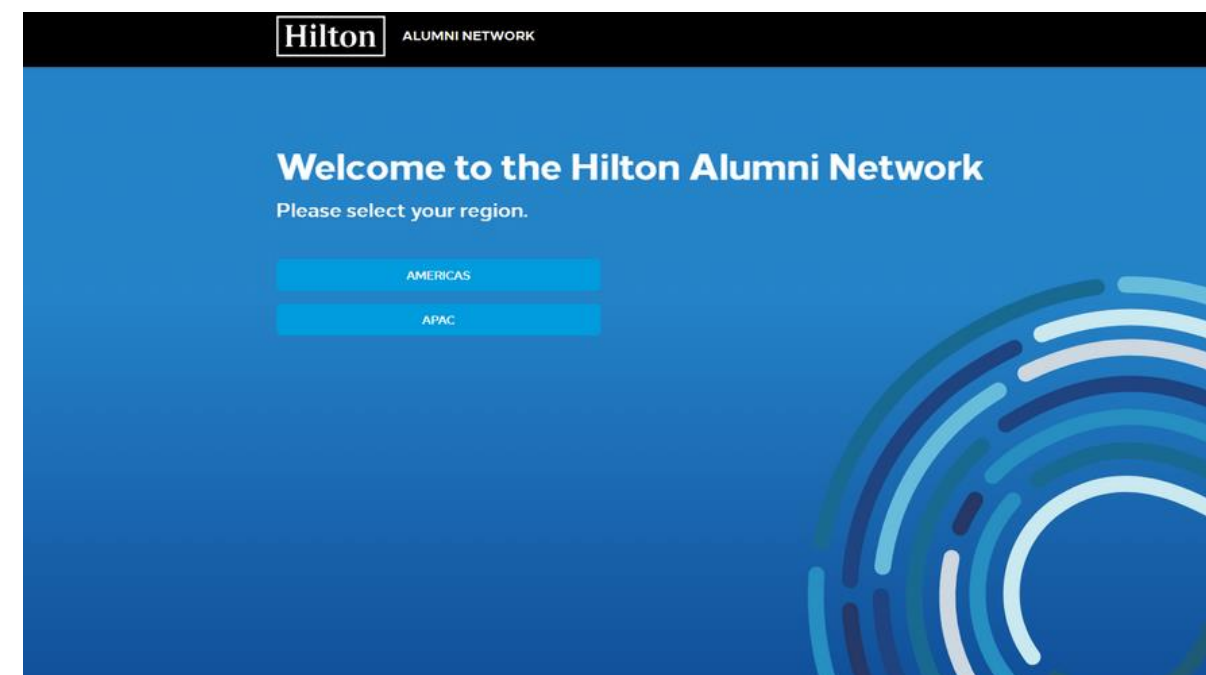 Hilton ALUMNI NETWORK
Welcome to the Hilton Alumni Network
Please select your region.
AMERICAS
APAC